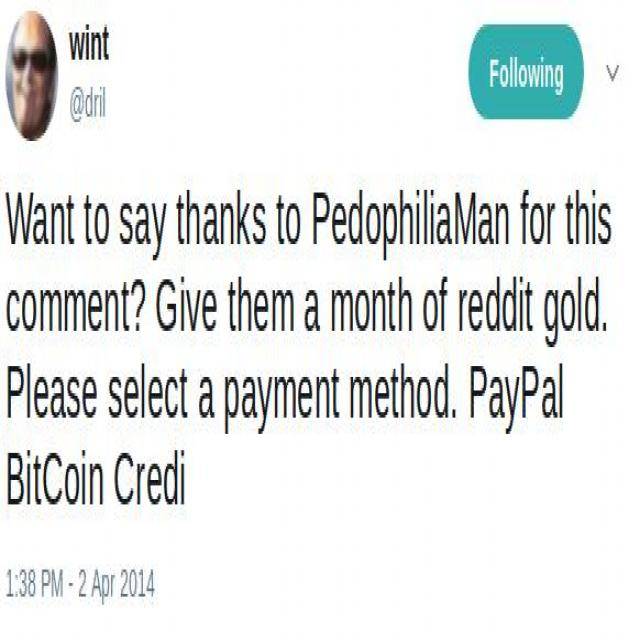 wint
@dril
Following
Want to say thanks to PedophiliaMan for this
comment? Give them a month of reddit gold.
Please select a payment method. PayPal
BitCoin Credi
1:38 PM - 2 Apr 2014